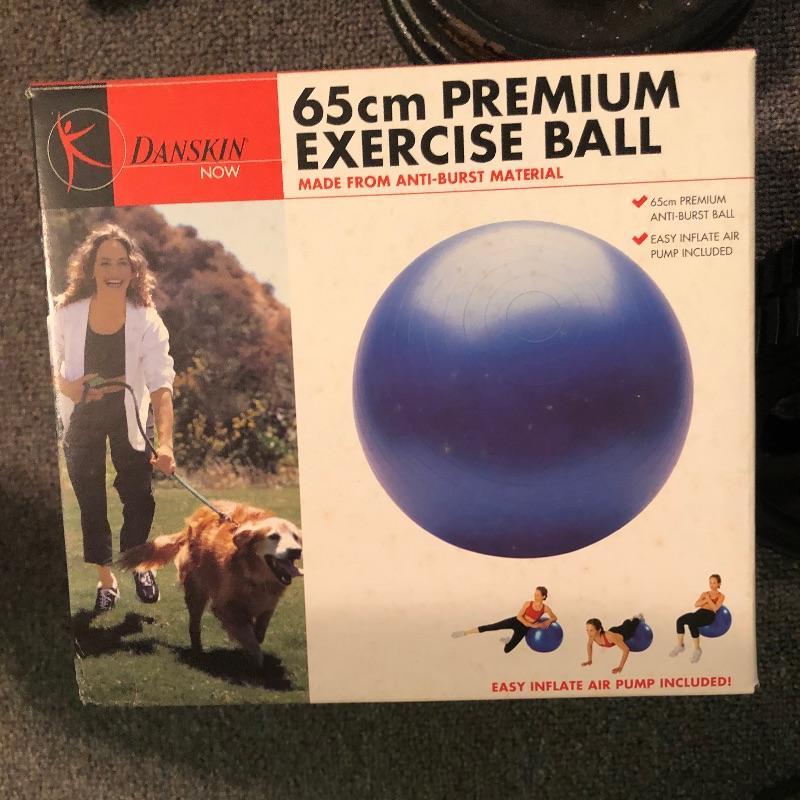 DANSKIN
NOW
65cm PREMIUM
EXERCISE BALL
MADE FROM ANTI-BURST MATERIAL
65cm PREMIUM
ANTI-BURST BALL
EASY INFLATE AIR
PUMP INCLUDED
EASY INFLATE AIR PUMP INCLUDED!